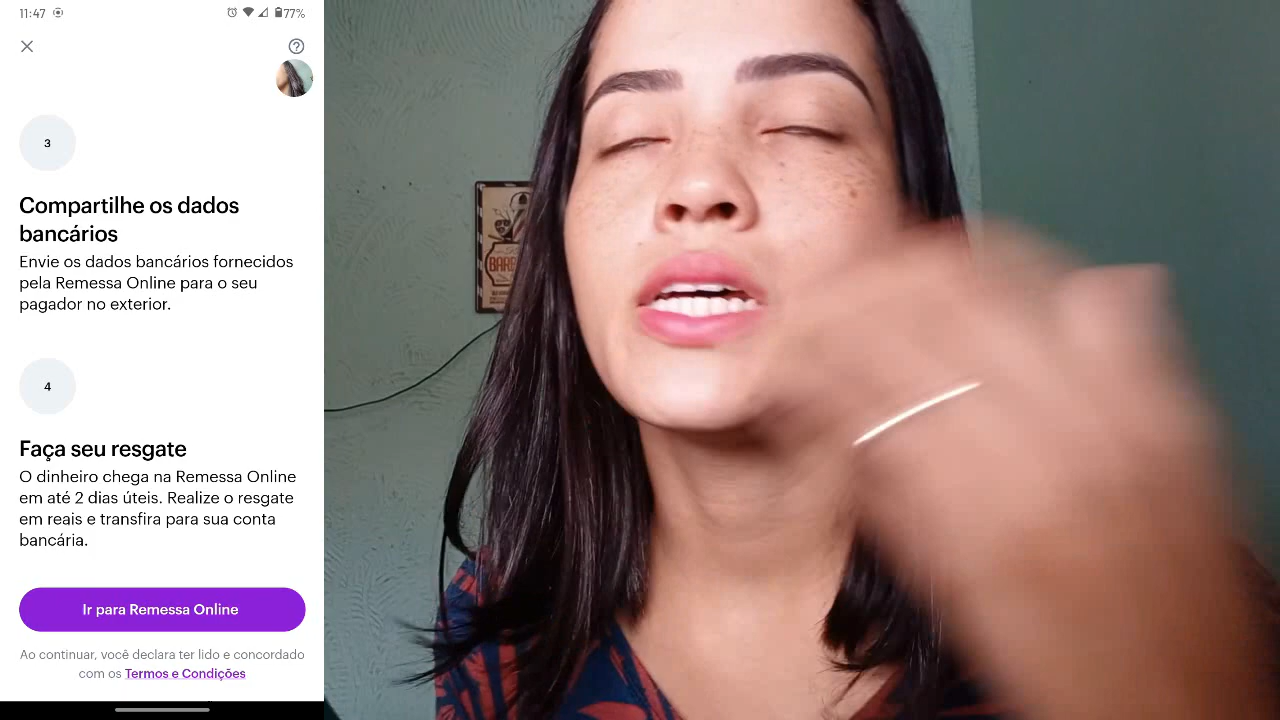 11:47
77%
3
Compartilhe os dados
bancários
Envie os dados bancários fornecidos
pela Remessa Online para o seu
pagador no exterior.
4
Faça seu resgate
O dinheiro chega na Remessa Online
em até 2 dias úteis. Realize o resgate
em reais e transfira para sua conta
bancária.
Ir para Remessa Online
Ao continuar, você declara ter lido e concordado
com os Termos e Condições